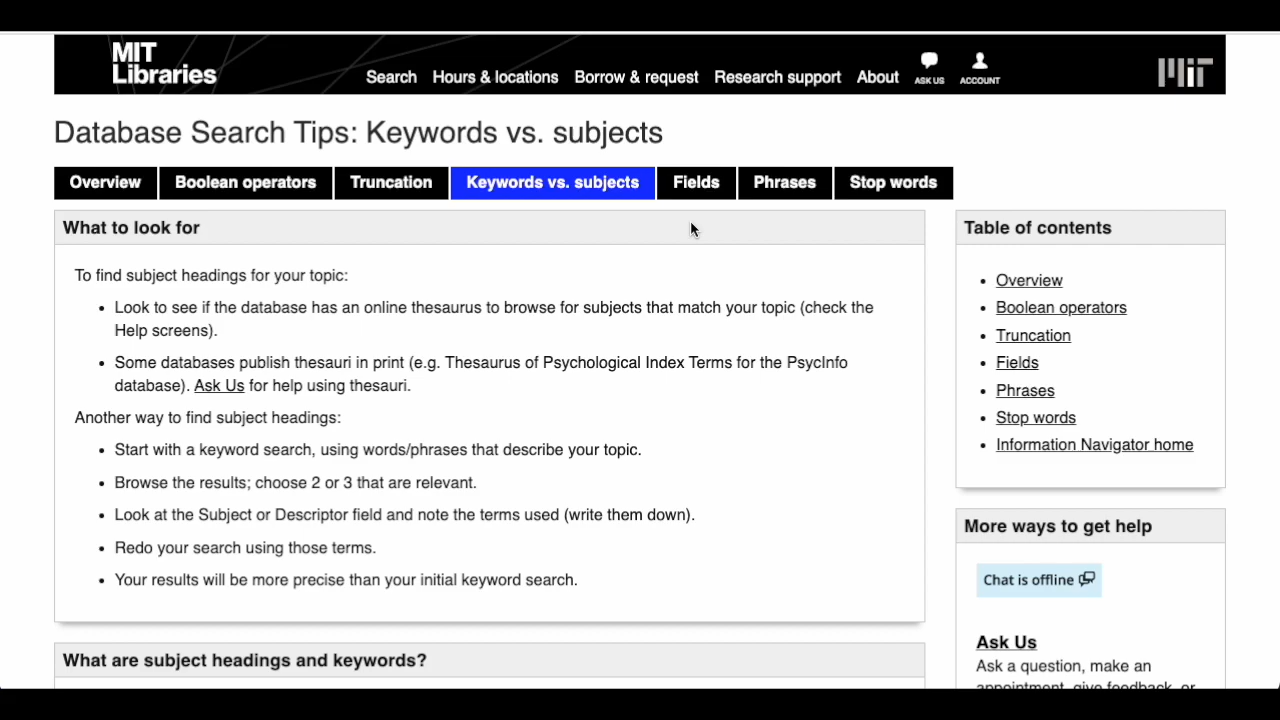 MIT
Libraries
Search Hours & locations Borrow & request Research support About ASK US ACCOUNT
MIT
Database Search Tips: Keywords vs. subjects
Overview Boolean operators Truncation Keywords vs. subjects Fields Phrases Stop words
What to look for
To find subject headings for your topic:
• Look to see if the database has an online thesaurus to browse for subjects that match your topic (check the
Help screens).
• Some databases publish thesauri in print (e.g. Thesaurus of Psychological Index Terms for the PsycInfo
database). Ask Us for help using thesauri.
Another way to find subject headings:
• Start with a keyword search, using words/phrases that describe your topic.
• Browse the results; choose 2 or 3 that are relevant.
• Look at the Subject or Descriptor field and note the terms used (write them down).
• Redo your search using those terms.
• Your results will be more precise than your initial keyword search.
What are subject headings and keywords?
Table of contents
• Overview
• Boolean operators
• Truncation
• Fields
• Phrases
• Stop words
• Information Navigator home
More ways to get help
Chat is offline
Ask Us
Ask a question, make an
appointment, give feedback, or